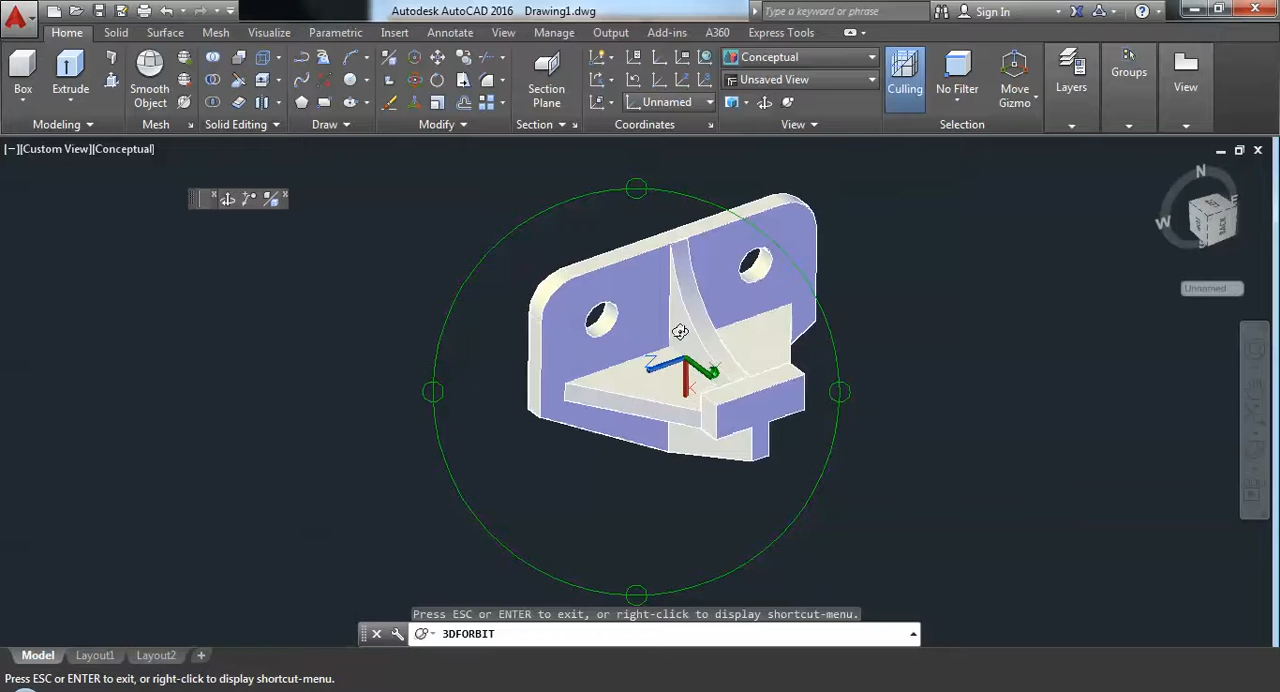 Autodesk AutoCAD 2016 Drawing1.dwg
Type a keyword or phrase
Sign In
Home Solid Surface Mesh Visualize Parametric Insert Annotate View Manage Output Add-ins A360 Express Tools
Box
Extrude
Smooth Object
Section Plane
Conceptual
Unsaved View
Unnamed
Culling
No Filter
Move Gizmo
Layers
Groups
View
Modeling Mesh Solid Editing Draw Modify Section Coordinates View Selection
[−][Custom View][Conceptual]
N
W
E
S
BACK
Unnamed
Z
X
Press ESC or ENTER to exit, or right-click to display shortcut-menu.
3DFORBIT
Model Layout1 Layout2 +
Press ESC or ENTER to exit, or right-click to display shortcut-menu.